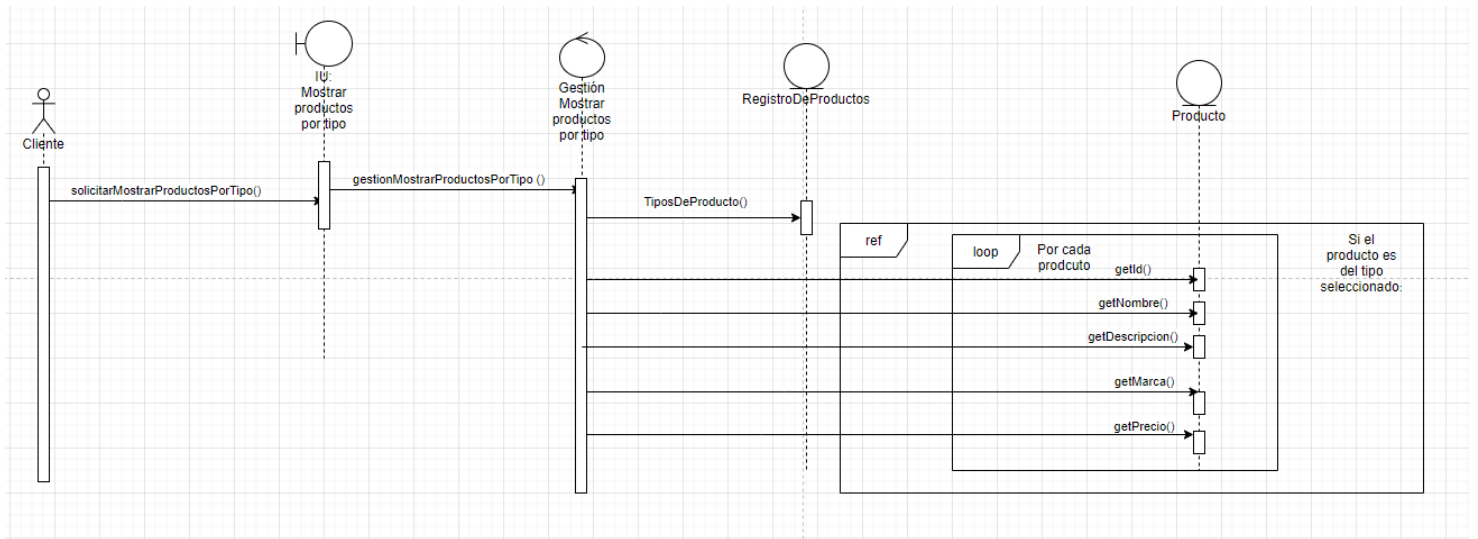 Cliente
IU:
Mostrar
productos
por tipo
Gestión
Mostrar
productos
por tipo
RegistroDeProductos
Producto
solicitarMostrarProductosPorTipo()
gestionMostrarProductosPorTipo ()
TiposDeProducto()
ref
loop
Por cada
prodcuto
Si el
producto es
del tipo
seleccionado:
getId()
getNombre()
getDescripcion()
getMarca()
getPrecio()